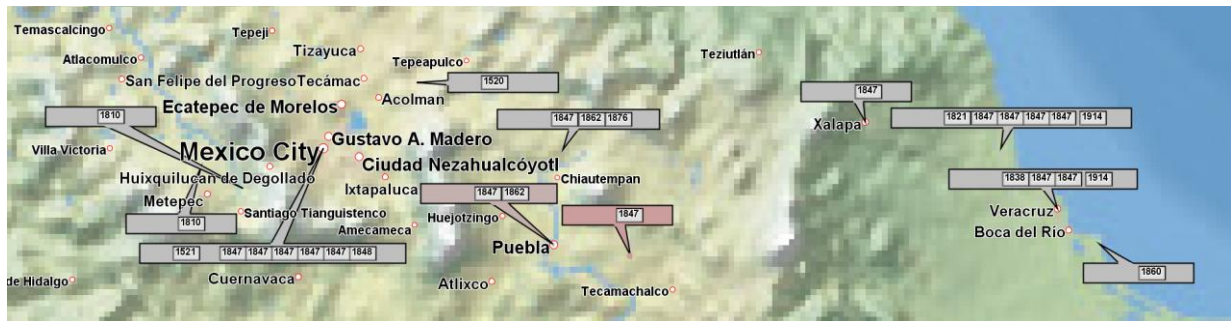 Temascalcingo
Tepeji
Tizayuca
Teziutlán
Atlacomulco
Tepeapulco
San Felipe del Progreso
Tecámac
1520
1847
Acolman
Ecatepec de Morelos
1810
1847 1862 1876
1821 1847 1847 1847 1847 1914
Xalapa
Gustavo A. Madero
Villa Victoria
Mexico City
Ciudad Nezahualcóyotl
Huixquilucan de Degollado
Chiautempan
1838 1847 1847 1914
Ixtapaluca
1847 1862
Metepec
Santiago Tianguistenco
Huejotzingo
1847
Veracruz
1810
Amecameca
Boca del Río
Puebla
1521 1847 1847 1847 1847 1847 1848
1860
de Hidalgo
Cuernavaca
Atlixco
Tecamachalco